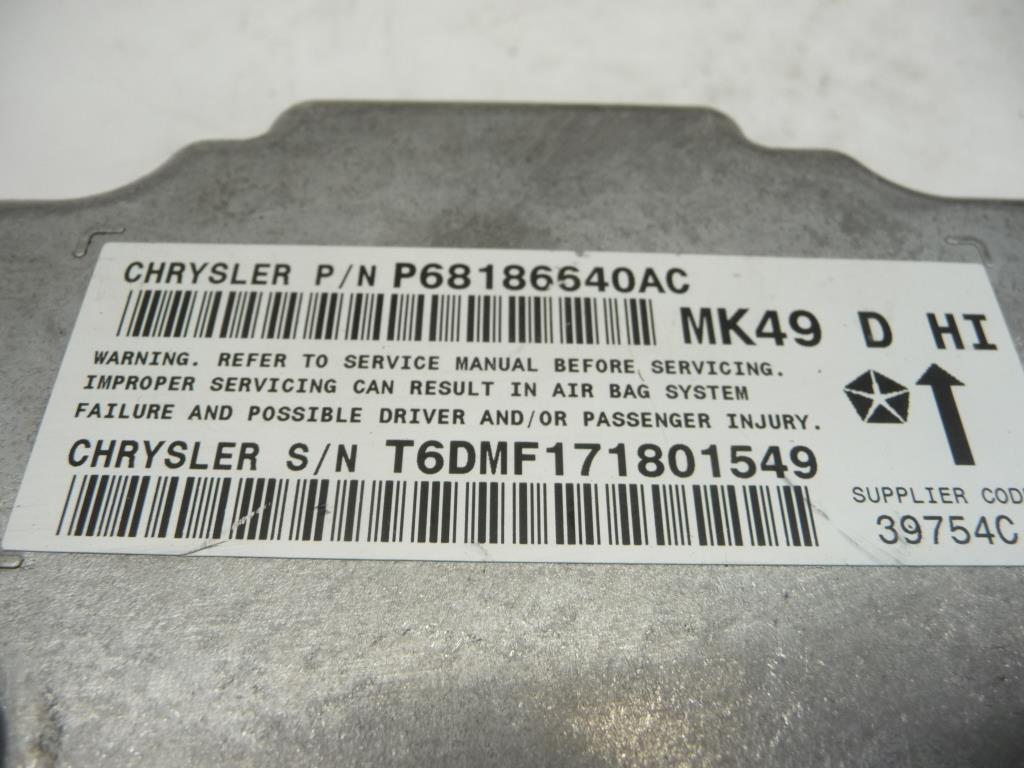 CHRYSLER P/N P68186640AC
MK49 D HI
WARNING. REFER TO SERVICE MANUAL BEFORE SERVICING.
IMPROPER SERVICING CAN RESULT IN AIR BAG SYSTEM
FAILURE AND POSSIBLE DRIVER AND/OR PASSENGER INJURY.
CHRYSLER S/N T6DMF171801549
SUPPLIER CODE
39754C